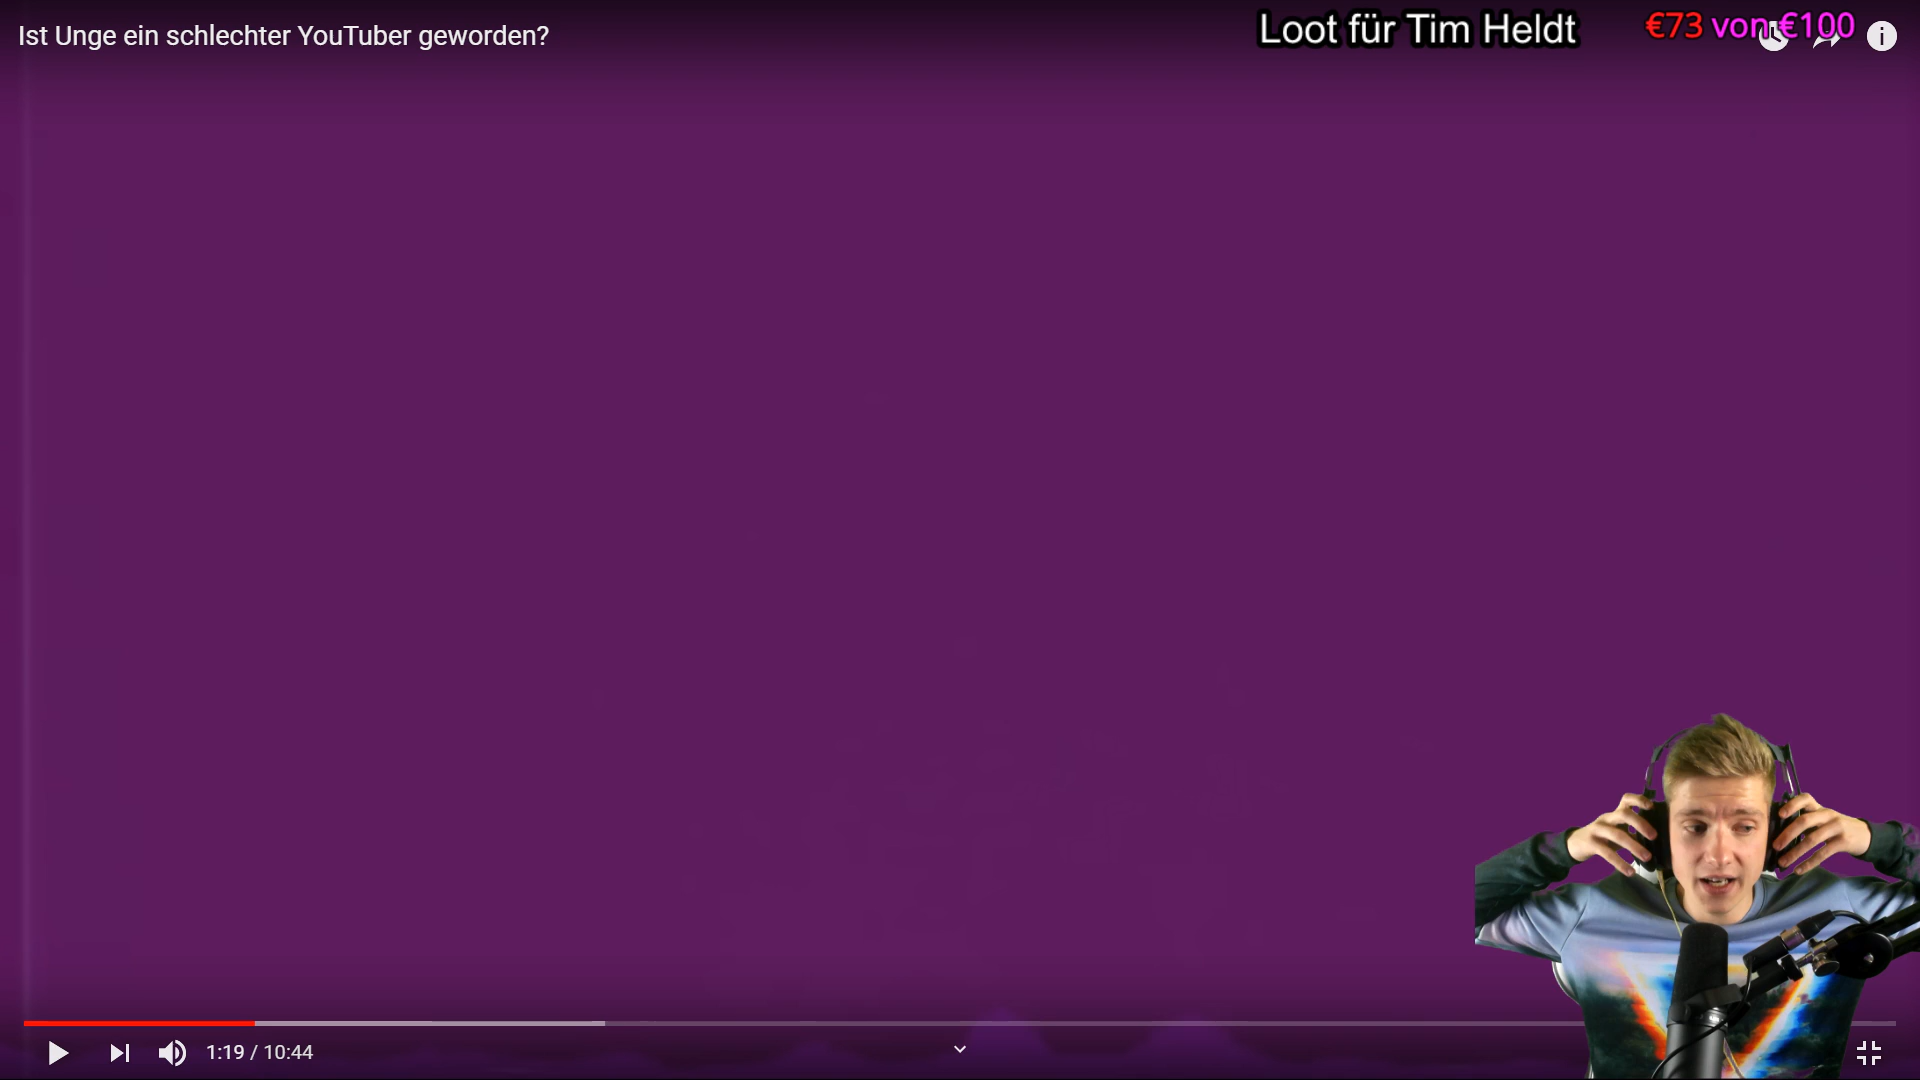 Ist Unge ein schlechter YouTuber geworden?
Loot für Tim Heldt
€73 von €100
1:19 / 10:44